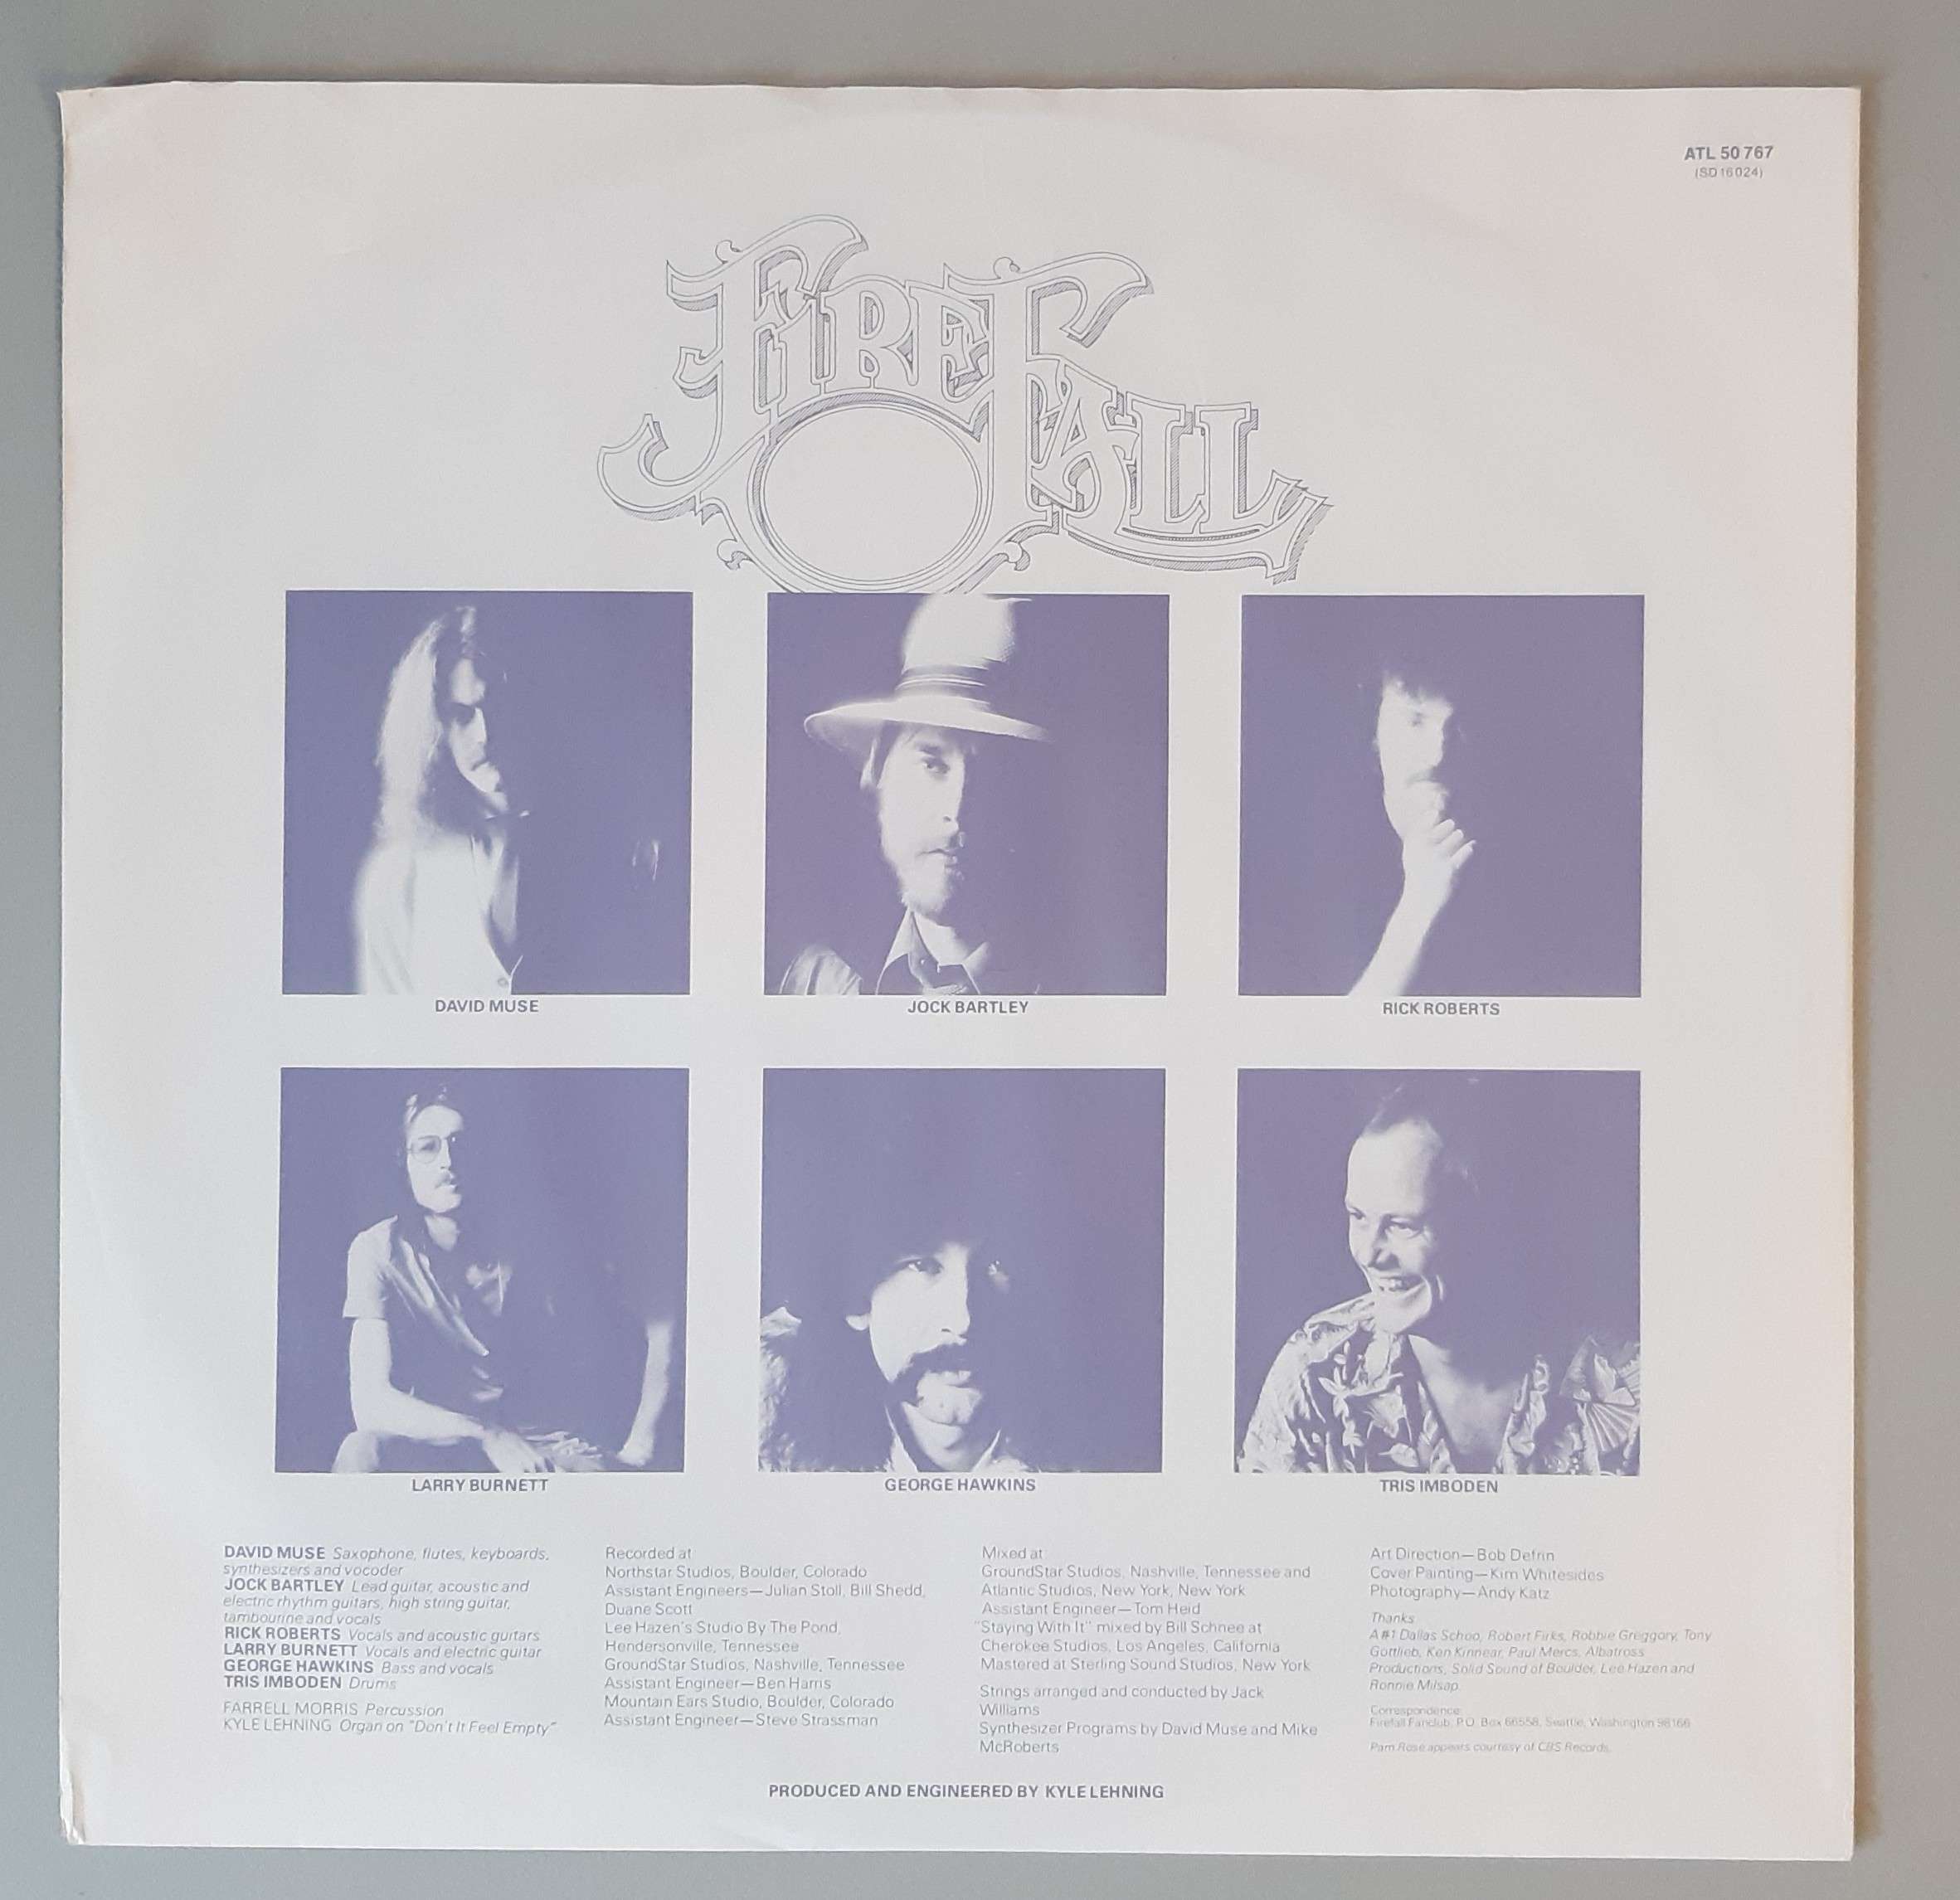 ATL 50 767
(SD 16 024)
FIREFALL
DAVID MUSE
JOCK BARTLEY
RICK ROBERTS
LARRY BURNETT
GEORGE HAWKINS
TRIS IMBODEN
DAVID MUSE Saxophone, flutes, keyboards,
synthesizers and vocoder
JOCK BARTLEY Lead guitar, acoustic and
electric rhythm guitars, high string guitar,
tambourine and vocals
RICK ROBERTS Vocals and acoustic guitars
LARRY BURNETT Vocals and electric guitar
GEORGE HAWKINS Bass and vocals
TRIS IMBODEN Drums
FARRELL MORRIS Percussion
KYLE LEHNING Organ on "Don't It Feel Empty"
Recorded at
Northstar Studios, Boulder, Colorado
Assistant Engineers—Julian Stoll, Bill Shedd,
Duane Scott
Lee Hazen's Studio By The Pond,
Hendersonville, Tennessee
GroundStar Studios, Nashville, Tennessee
Assistant Engineer—Ben Harris
Mountain Ears Studio, Boulder, Colorado
Assistant Engineer—Steve Strassman
Mixed at
GroundStar Studios, Nashville, Tennessee and
Atlantic Studios, New York, New York
Assistant Engineer—Tom Heid
"Staying With It" mixed by Bill Schnee at
Cherokee Studios, Los Angeles, California
Mastered at Sterling Sound Studios, New York
Strings arranged and conducted by Jack
Williams
Synthesizer Programs by David Muse and Mike
McRoberts
Art Direction—Bob Defrin
Cover Painting—Kim Whitesides
Photography—Andy Katz
Thanks
A#1 Dallas Schoo, Robert Firks, Robbie Greggory, Tony
Gottlieb, Ken Kinnear, Paul Mercs, Albatross
Productions, Solid Sound of Boulder, Lee Hazen and
Ronnie Milsap
Correspondence
Firefall Fanclub, P.O. Box 66558, Seattle, Washington 98166
Pam Rose appears courtesy of CBS Records.
PRODUCED AND ENGINEERED BY KYLE LEHNING